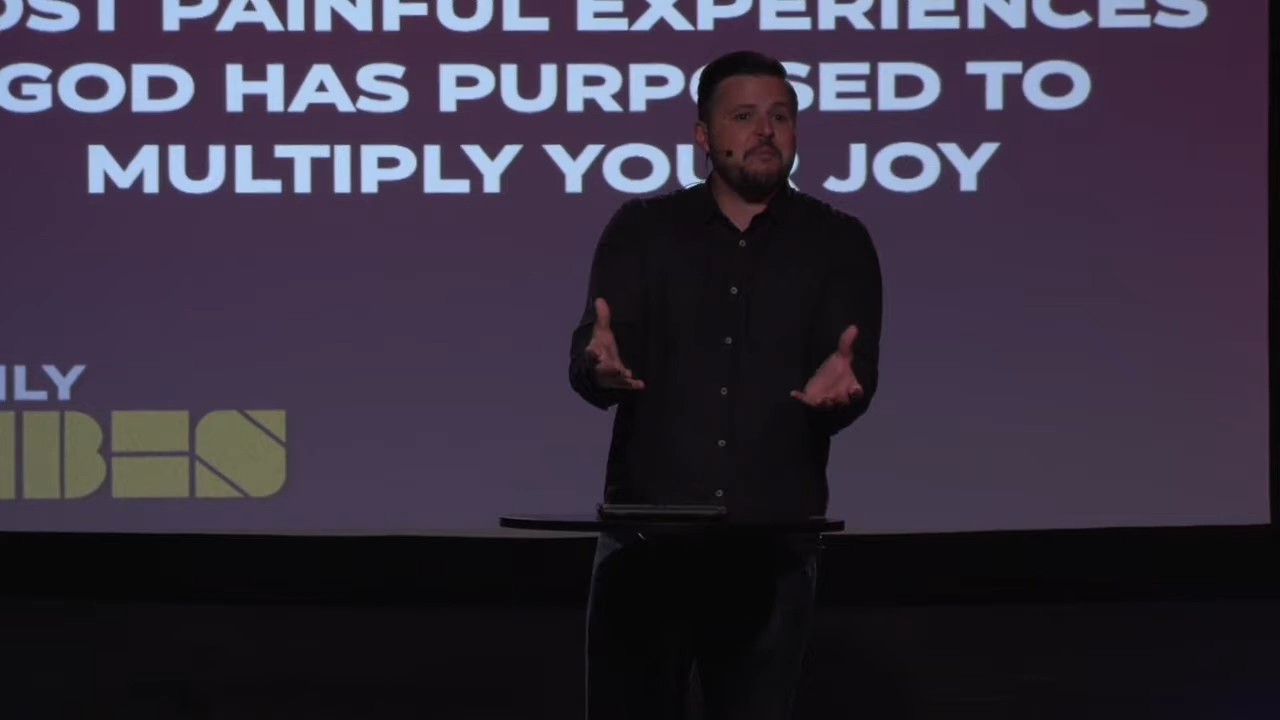 PAINFUL EXPERIENCES
GOD HAS PURPOSED TO
MULTIPLY YOUR JOY